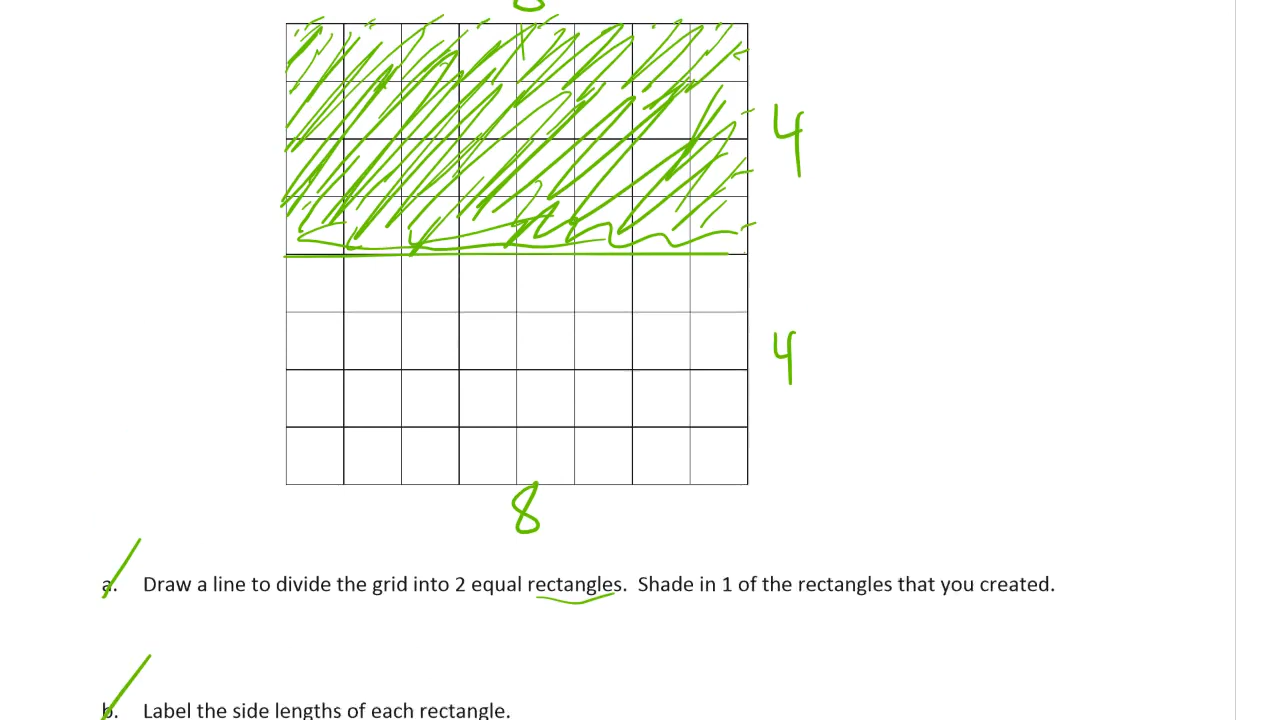 4
4
8
a. Draw a line to divide the grid into 2 equal rectangles. Shade in 1 of the rectangles that you created.
b. Label the side lengths of each rectangle.